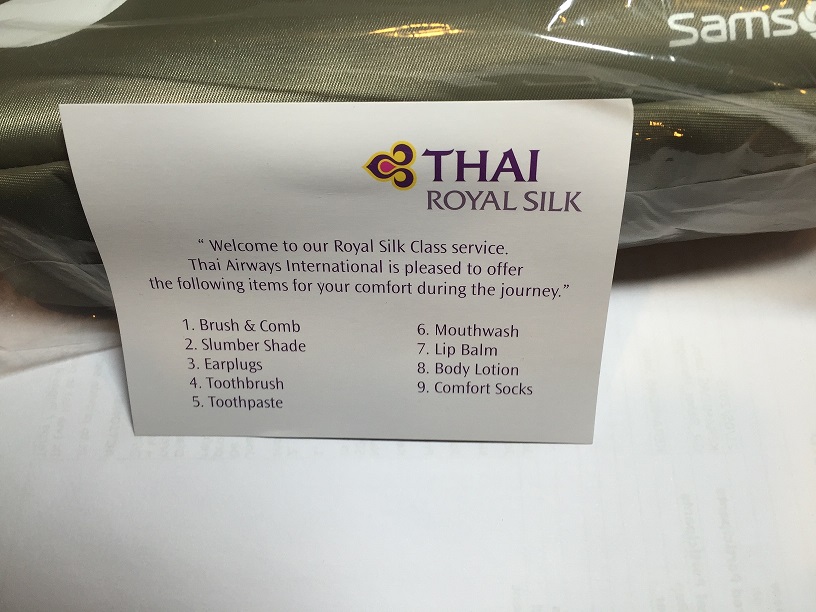 Sams
THAI
ROYAL SILK
“ Welcome to our Royal Silk Class service.
Thai Airways International is pleased to offer
the following items for your comfort during the journey.”
1. Brush & Comb
2. Slumber Shade
3. Earplugs
4. Toothbrush
5. Toothpaste
6. Mouthwash
7. Lip Balm
8. Body Lotion
9. Comfort Socks